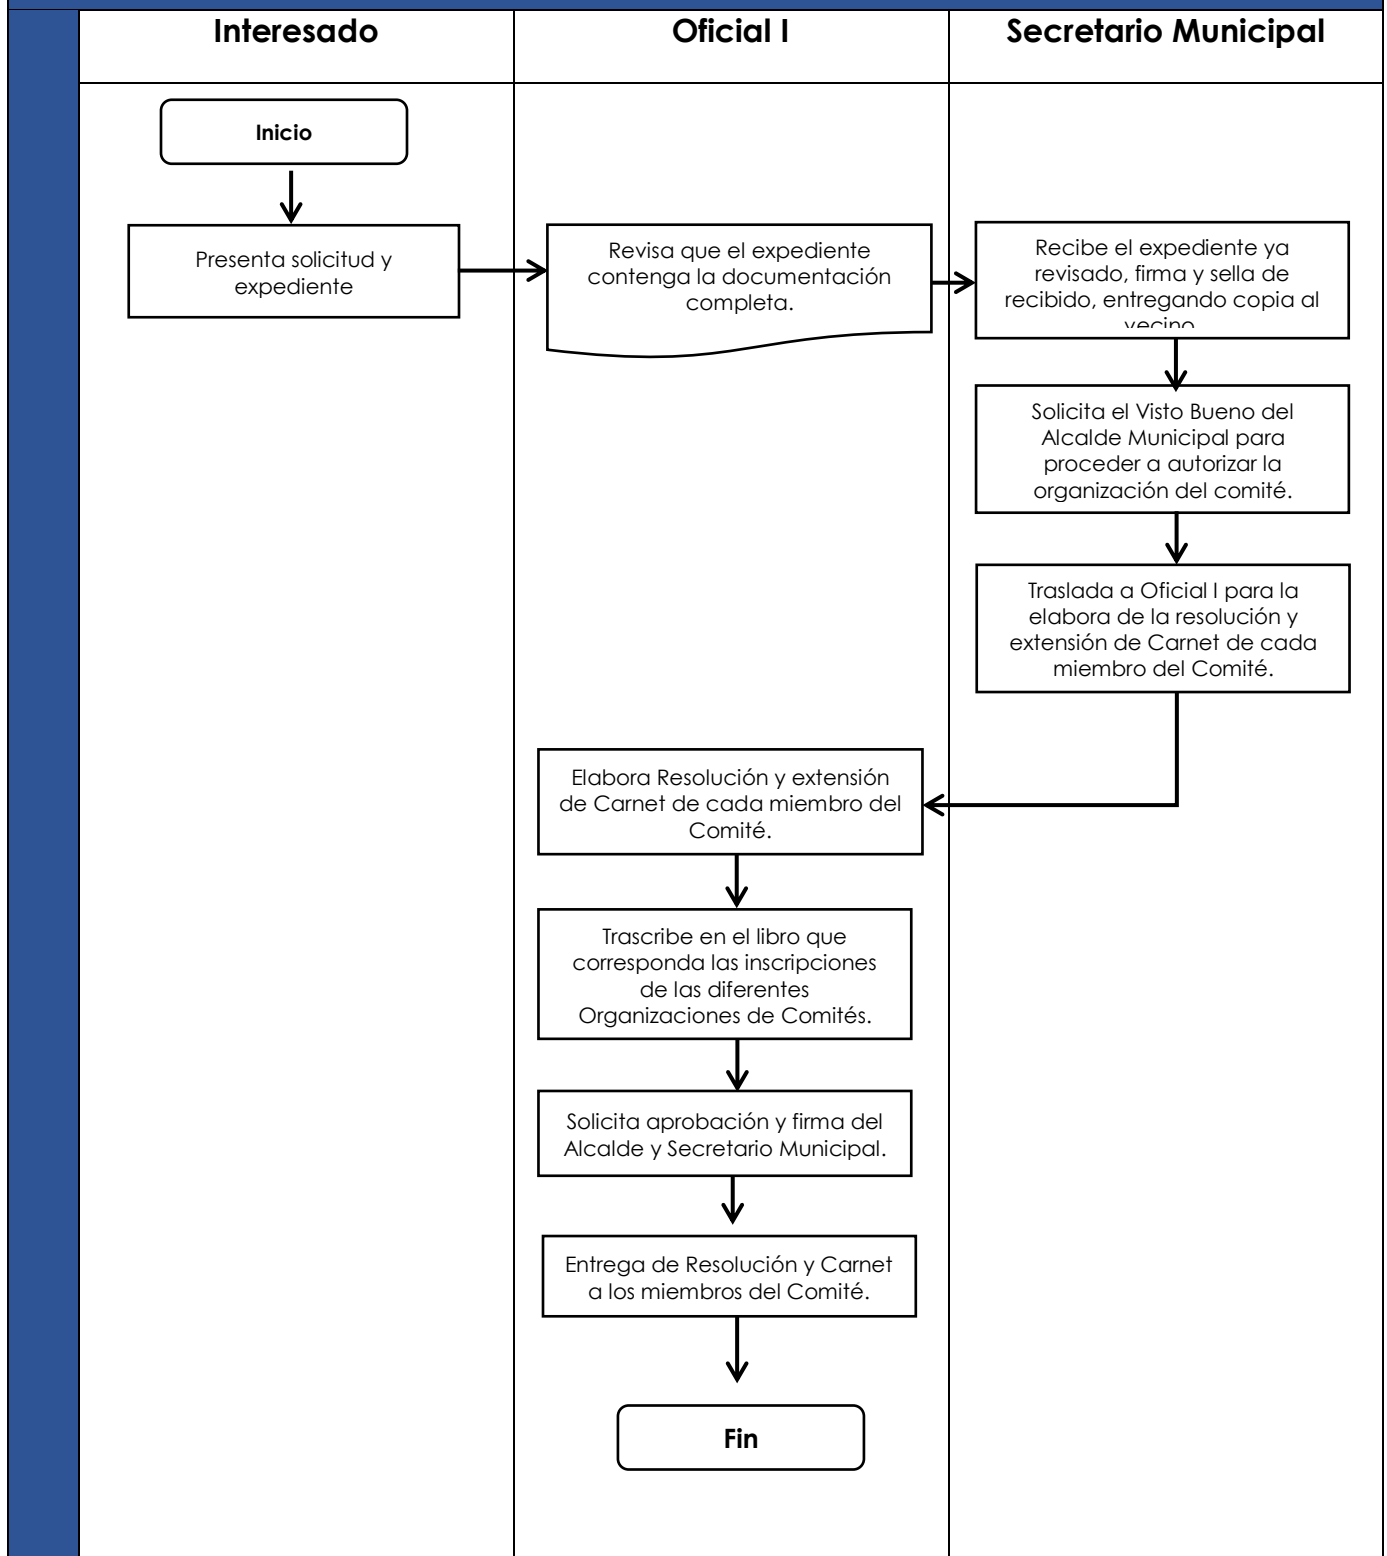 Interesado
Oficial I
Secretario Municipal
Inicio
Presenta solicitud y
expediente
Revisa que el expediente
contenga la documentación
completa.
Recibe el expediente ya
revisado, firma y sella de
recibido, entregando copia al
vecino
Solicita el Visto Bueno del
Alcalde Municipal para
proceder a autorizar la
organización del comité.
Traslada a Oficial I para la
elabora de la resolución y
extensión de Carnet de cada
miembro del Comité.
Elabora Resolución y extensión
de Carnet de cada miembro del
Comité.
Trascribe en el libro que
corresponda las inscripciones
de las diferentes
Organizaciones de Comités.
Solicita aprobación y firma del
Alcalde y Secretario Municipal.
Entrega de Resolución y Carnet
a los miembros del Comité.
Fin